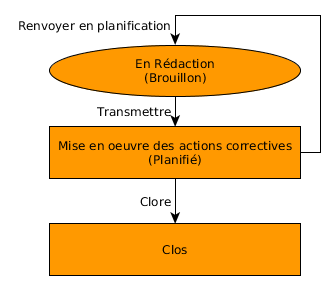 Renvoyer en planification
En Rédaction
(Brouillon)
Transmettre
Mise en oeuvre des actions correctives
(Planifié)
Clore
Clos